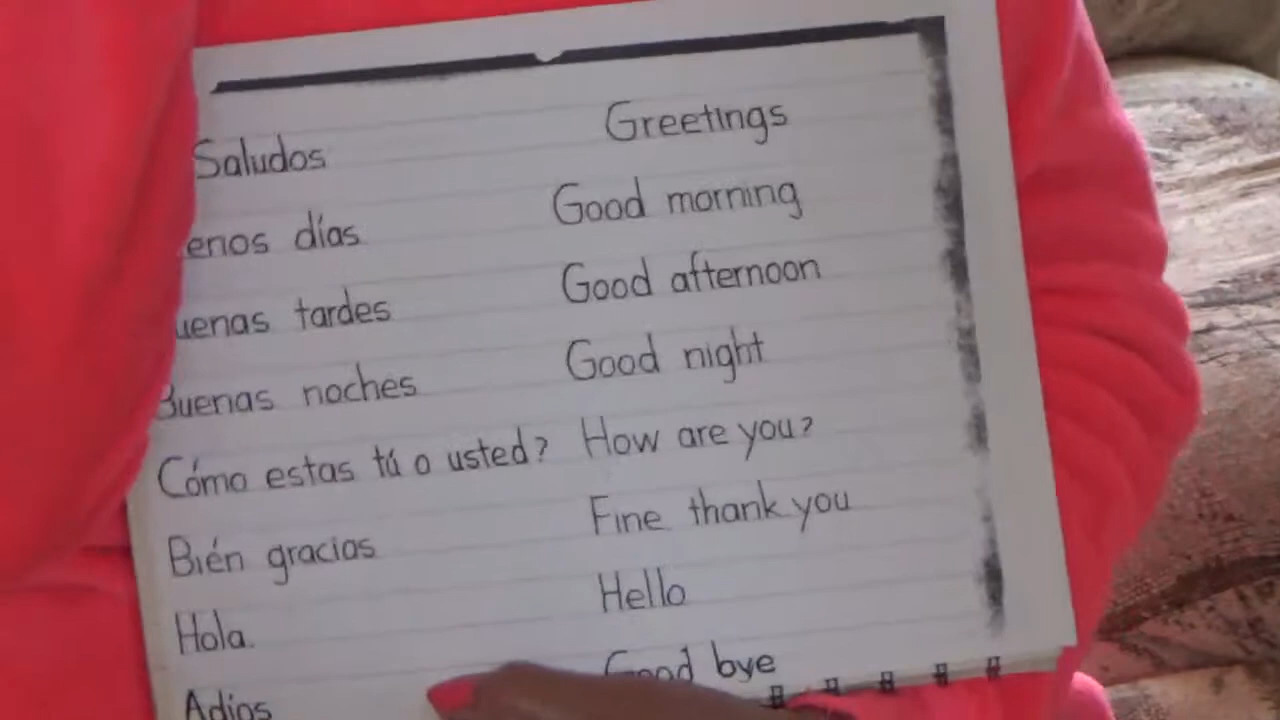 Saludos Greetings
enos días Good morning
uenas tardes Good afternoon
Buenas noches Good night
Cómo estas tú o usted? How are you?
Bién gracias Fine thank you
Hola Hello
Adios Good bye